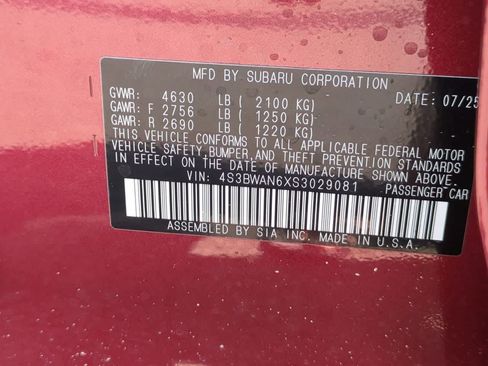 MFD BY SUBARU CORPORATION
DATE: 07/25
GVWR: 4630 LB ( 2100 KG)
GAWR: F 2756 LB ( 1250 KG)
GAWR: R 2690 LB ( 1220 KG)
THIS VEHICLE CONFORMS TO ALL APPLICABLE FEDERAL MOTOR
VEHICLE SAFETY,BUMPER,AND THEFT PREVENTION STANDARDS
IN EFFECT ON THE DATE OF MANUFACTURE SHOWN ABOVE.
VIN: 4S3BWAN6XS3029081 PASSENGER CAR
ASSEMBLED BY SIA INC. MADE IN U.S.A.